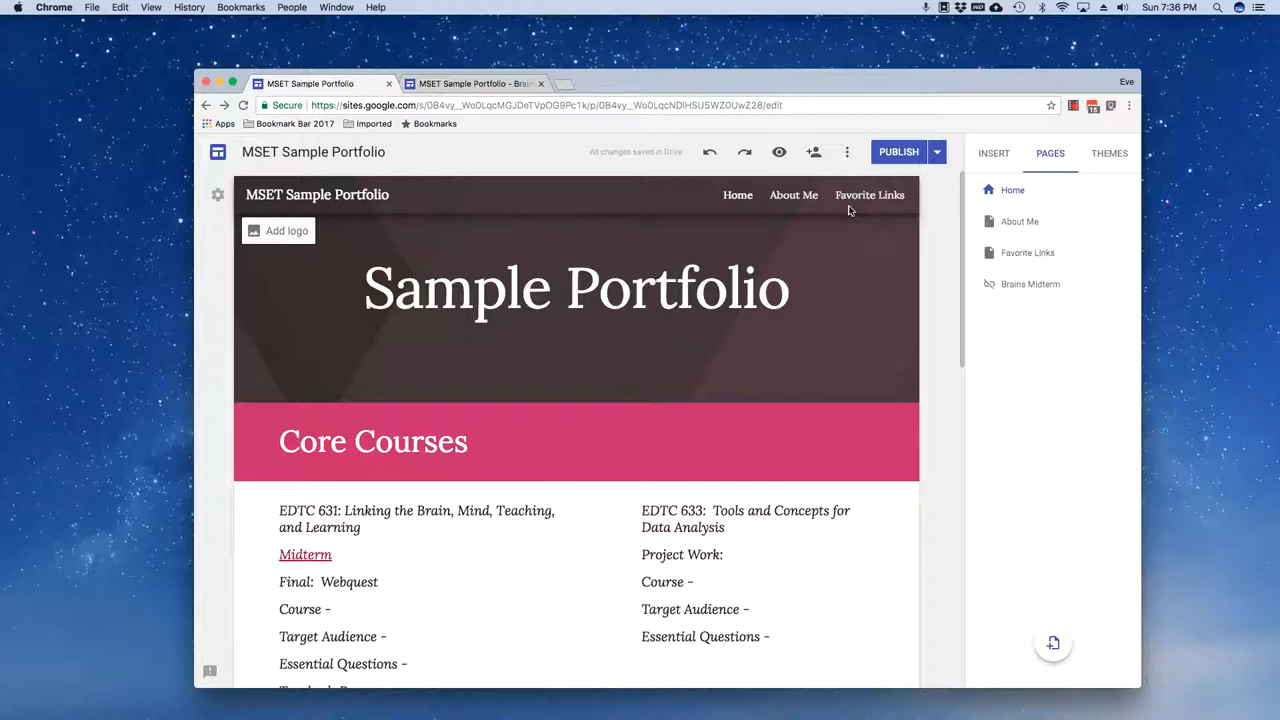 Chrome File Edit View History Bookmarks People Window Help
Sun 7:36 PM
MSET Sample Portfolio
MSET Sample Portfolio - Brain
Eve
Secure
https://sites.google.com/s/0B4vy__Wo0LqcMGJDeTVpOG9Pc1k/p/0B4vy__Wo0LqcNDlHSU5WZ0UwZ28/edit
15
Apps Bookmark Bar 2017 Imported Bookmarks
MSET Sample Portfolio
All changes saved in Drive
PUBLISH
INSERT PAGES THEMES
MSET Sample Portfolio
Home About Me Favorite Links
Add logo
Sample Portfolio
Core Courses
EDTC 631: Linking the Brain, Mind, Teaching,
and Learning
Midterm
Final: Webquest
Course -
Target Audience -
Essential Questions -
EDTC 633: Tools and Concepts for
Data Analysis
Project Work:
Course -
Target Audience -
Essential Questions -
Home
About Me
Favorite Links
Brains Midterm